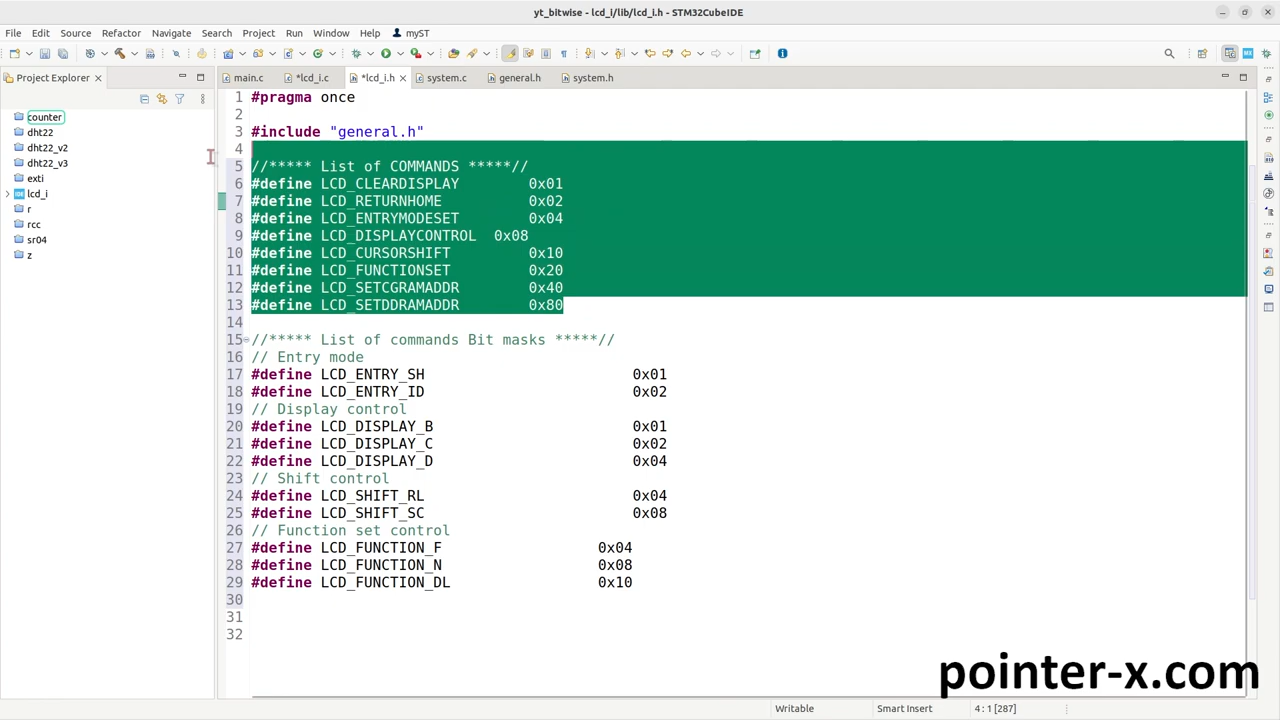 yt_bitwise - lcd_i/lib/lcd_i.h - STM32CubeIDE
File Edit Source Refactor Navigate Search Project Run Window Help myST
Project Explorer
main.c *lcd_i.c *lcd_i.h system.c general.h system.h
counter
dht22
dht22_v2
dht22_v3
exti
lcd_i
r
rcc
sr04
z
1 #pragma once
2
3 #include "general.h"
4
5 //***** List of COMMANDS *****//
6 #define LCD_CLEARDISPLAY 0x01
7 #define LCD_RETURNHOME 0x02
8 #define LCD_ENTRYMODESET 0x04
9 #define LCD_DISPLAYCONTROL 0x08
10 #define LCD_CURSORSHIFT 0x10
11 #define LCD_FUNCTIONSET 0x20
12 #define LCD_SETCGRAMADDR 0x40
13 #define LCD_SETDDRAMADDR 0x80
14
15 //***** List of commands Bit masks *****//
16 // Entry mode
17 #define LCD_ENTRY_SH 0x01
18 #define LCD_ENTRY_ID 0x02
19 // Display control
20 #define LCD_DISPLAY_B 0x01
21 #define LCD_DISPLAY_C 0x02
22 #define LCD_DISPLAY_D 0x04
23 // Shift control
24 #define LCD_SHIFT_RL 0x04
25 #define LCD_SHIFT_SC 0x08
26 // Function set control
27 #define LCD_FUNCTION_F 0x04
28 #define LCD_FUNCTION_N 0x08
29 #define LCD_FUNCTION_DL 0x10
30
31
32
pointer-x.com
Writable Smart Insert 4 : 1 [287]